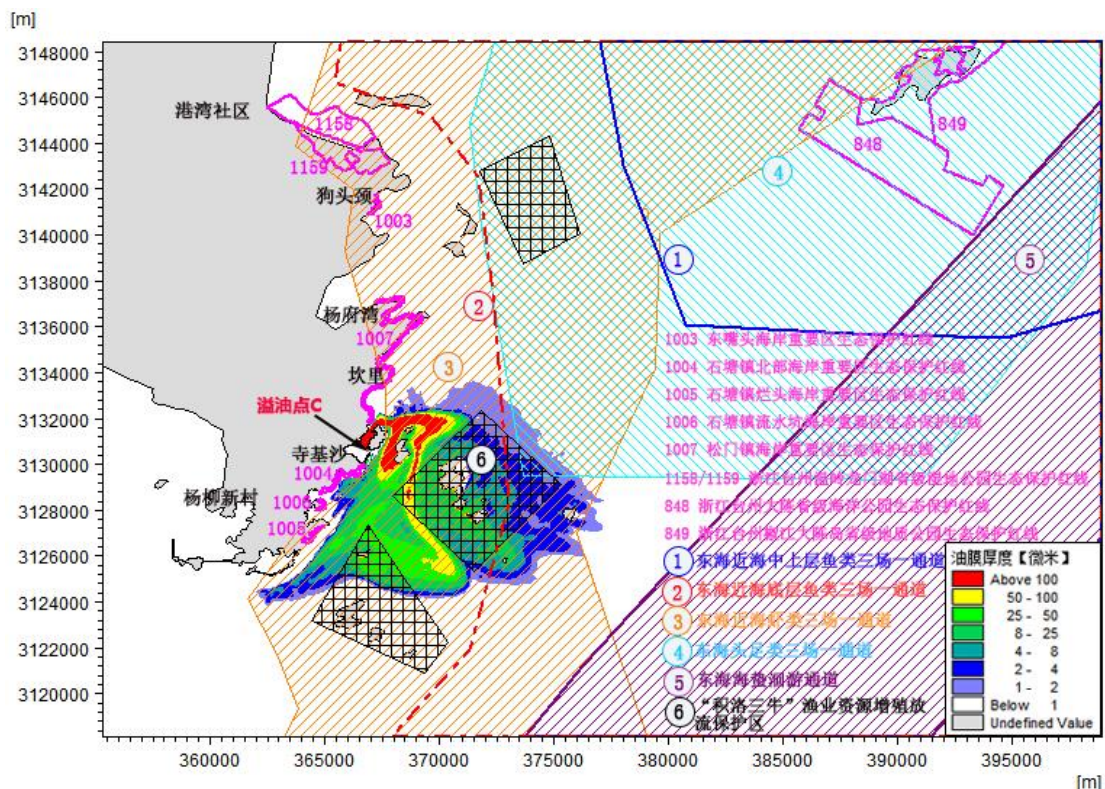 [m]
3148000
3146000
3144000
3142000
3140000
3138000
3136000
3134000
3132000
3130000
3128000
3126000
3124000
3122000
3120000
港湾社区
1158
1159
狗头颈
1003
杨府湾
1007
坎里
溢油点C
寺基沙
1004
杨柳新村
1006
1005
848
849
①
②
③
④
⑤
⑥
1003 东嘴头海岸重要区生态保护红线
1004 石塘镇北部海岸重要区生态保护红线
1005 石塘镇烂头海岸重要区生态保护红线
1006 石塘镇流水坑海岸重要区生态保护红线
1007 松门镇海岸重要区生态保护红线
1158/1159 浙江台州温岭 省级湿地公园生态保护红线
848 浙江台州大陈省级海洋公园生态保护红线
849 浙江台州椒江大陈岛省级地质公园生态保护红线
① 东海近海中上层鱼类三场一通道
② 东海近海底层鱼类三场一通道
③ 东海近海虾类三场一通道
④ 东海头足类三场一通道
⑤ 东海海蜇洄游通道
⑥ “积洛三牛”渔业资源增殖放
流保护区
油膜厚度【微米】
Above 100
50 - 100
25 - 50
8 - 25
4 - 8
2 - 4
1 - 2
Below 1
Undefined Value
360000
365000
370000
375000
380000
385000
390000
395000
[m]